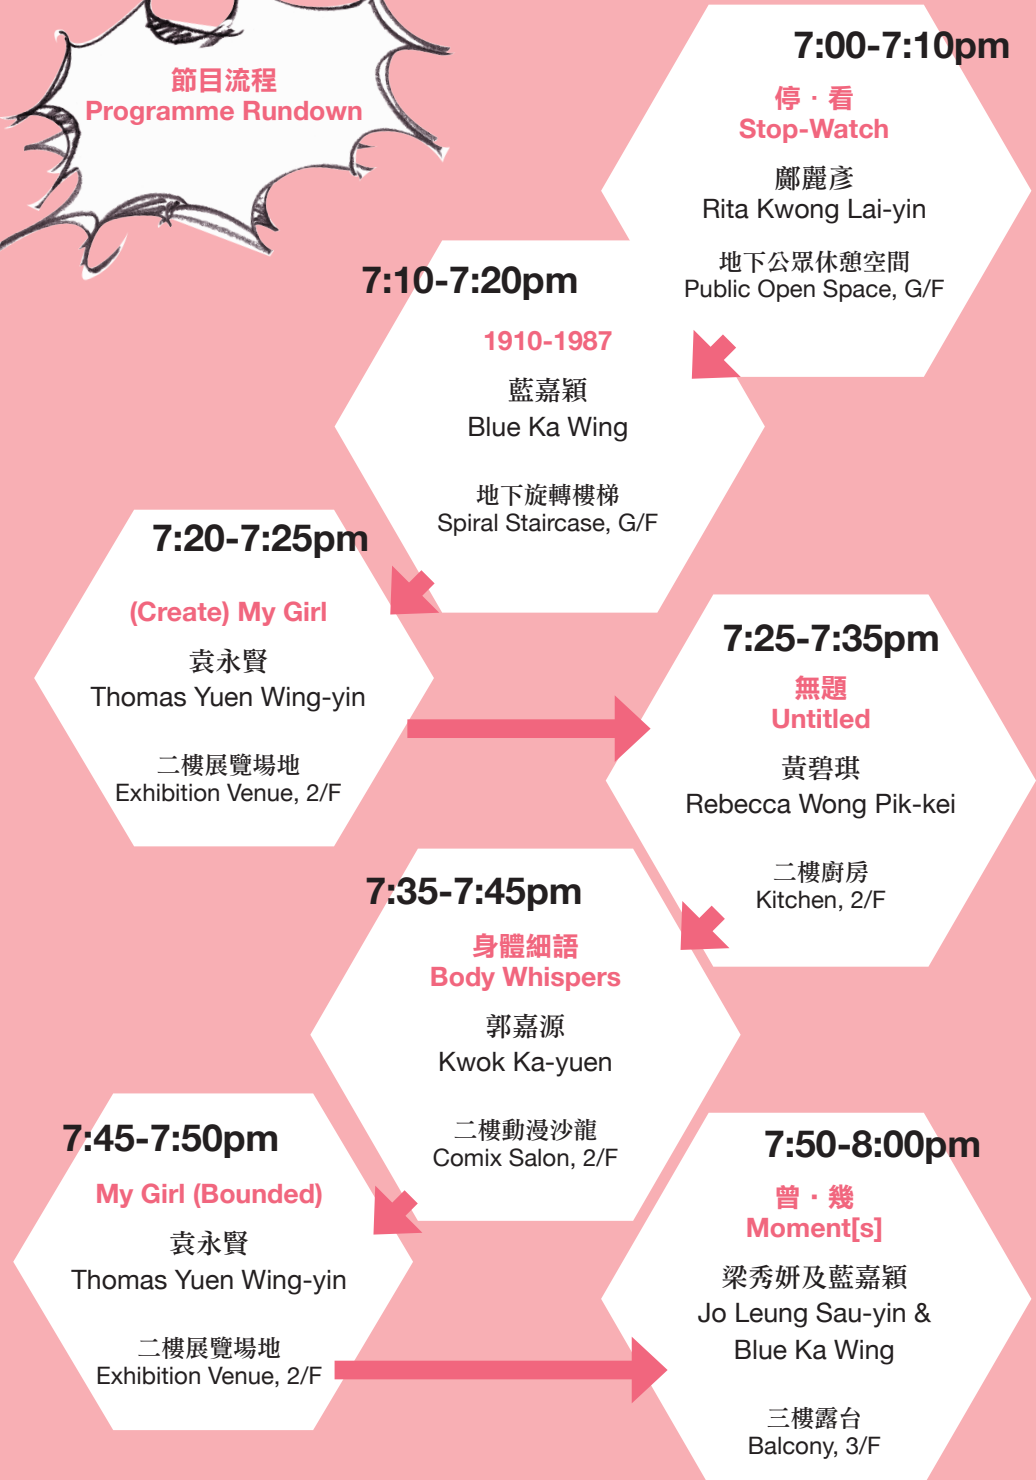 節目流程
Programme Rundown
7:00-7:10pm
停．看
Stop-Watch
鄺麗彥
Rita Kwong Lai-yin
地下公眾休憩空間
Public Open Space, G/F
7:10-7:20pm
1910-1987
藍嘉穎
Blue Ka Wing
地下旋轉樓梯
Spiral Staircase, G/F
7:20-7:25pm
(Create) My Girl
袁永賢
Thomas Yuen Wing-yin
二樓展覽場地
Exhibition Venue, 2/F
7:25-7:35pm
無題
Untitled
黃碧琪
Rebecca Wong Pik-kei
二樓廚房
Kitchen, 2/F
7:35-7:45pm
身體細語
Body Whispers
郭嘉源
Kwok Ka-yuen
二樓動漫沙龍
Comix Salon, 2/F
7:45-7:50pm
My Girl (Bounded)
袁永賢
Thomas Yuen Wing-yin
二樓展覽場地
Exhibition Venue, 2/F
7:50-8:00pm
曾．幾
Moment[s]
梁秀妍及藍嘉穎
Jo Leung Sau-yin &
Blue Ka Wing
三樓露台
Balcony, 3/F